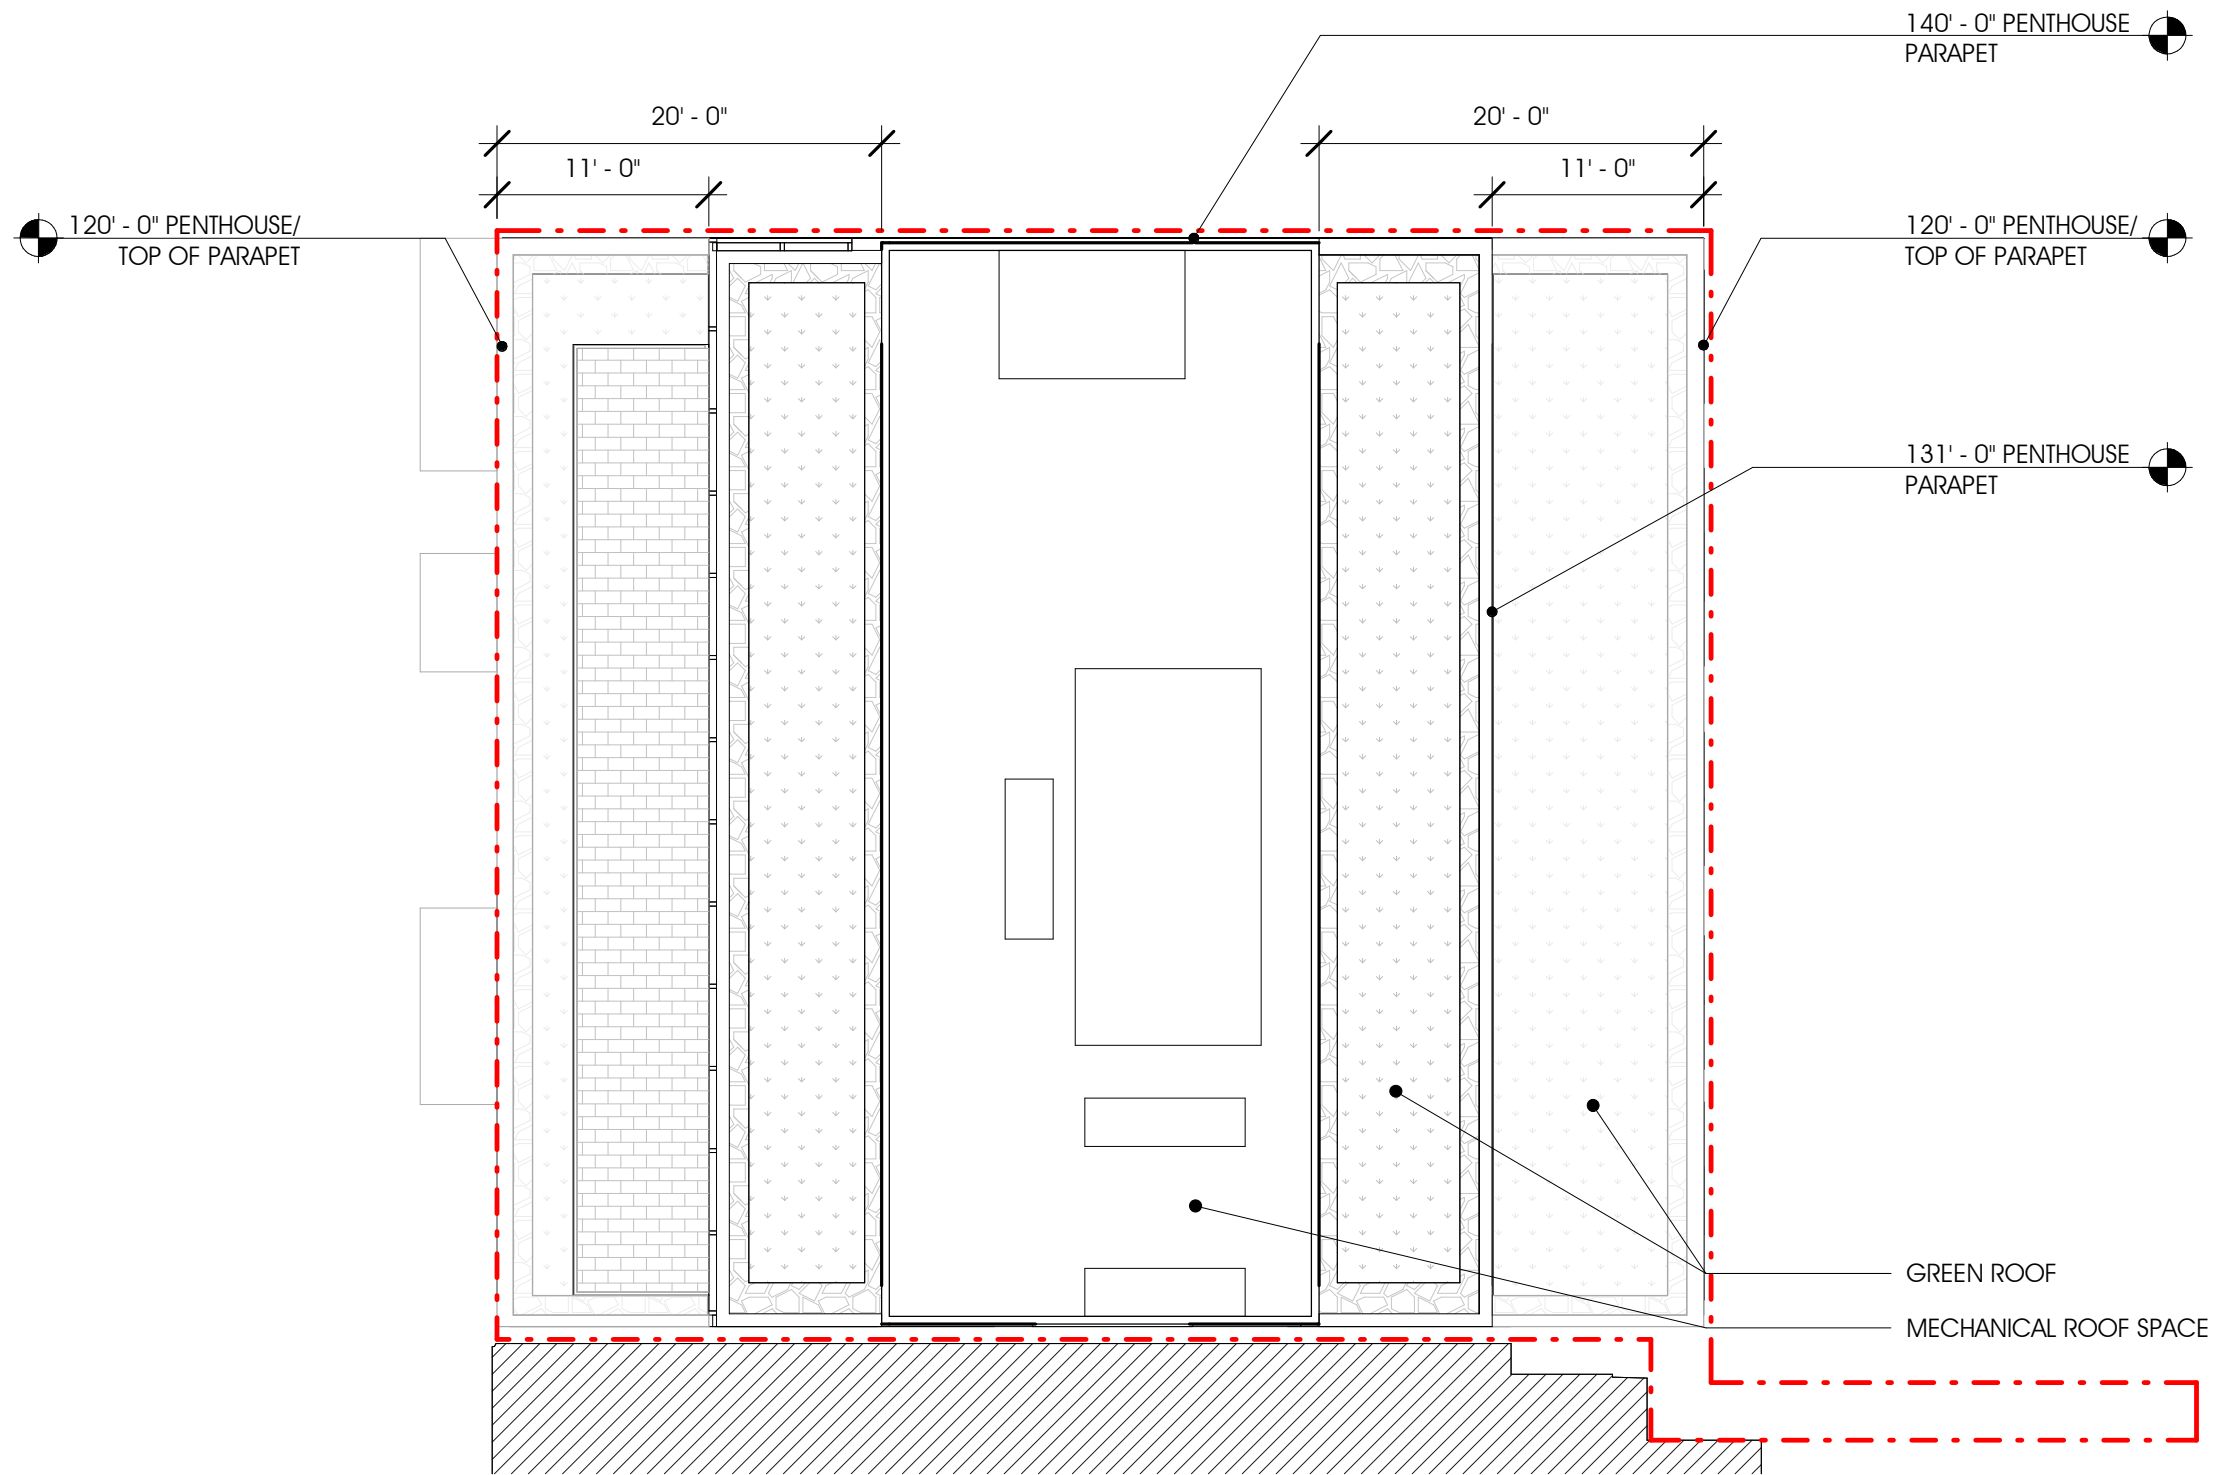 140' - 0" PENTHOUSE
PARAPET
20' - 0"
20' - 0"
11' - 0"
11' - 0"
120' - 0" PENTHOUSE/
TOP OF PARAPET
120' - 0" PENTHOUSE/
TOP OF PARAPET
131' - 0" PENTHOUSE
PARAPET
GREEN ROOF
MECHANICAL ROOF SPACE